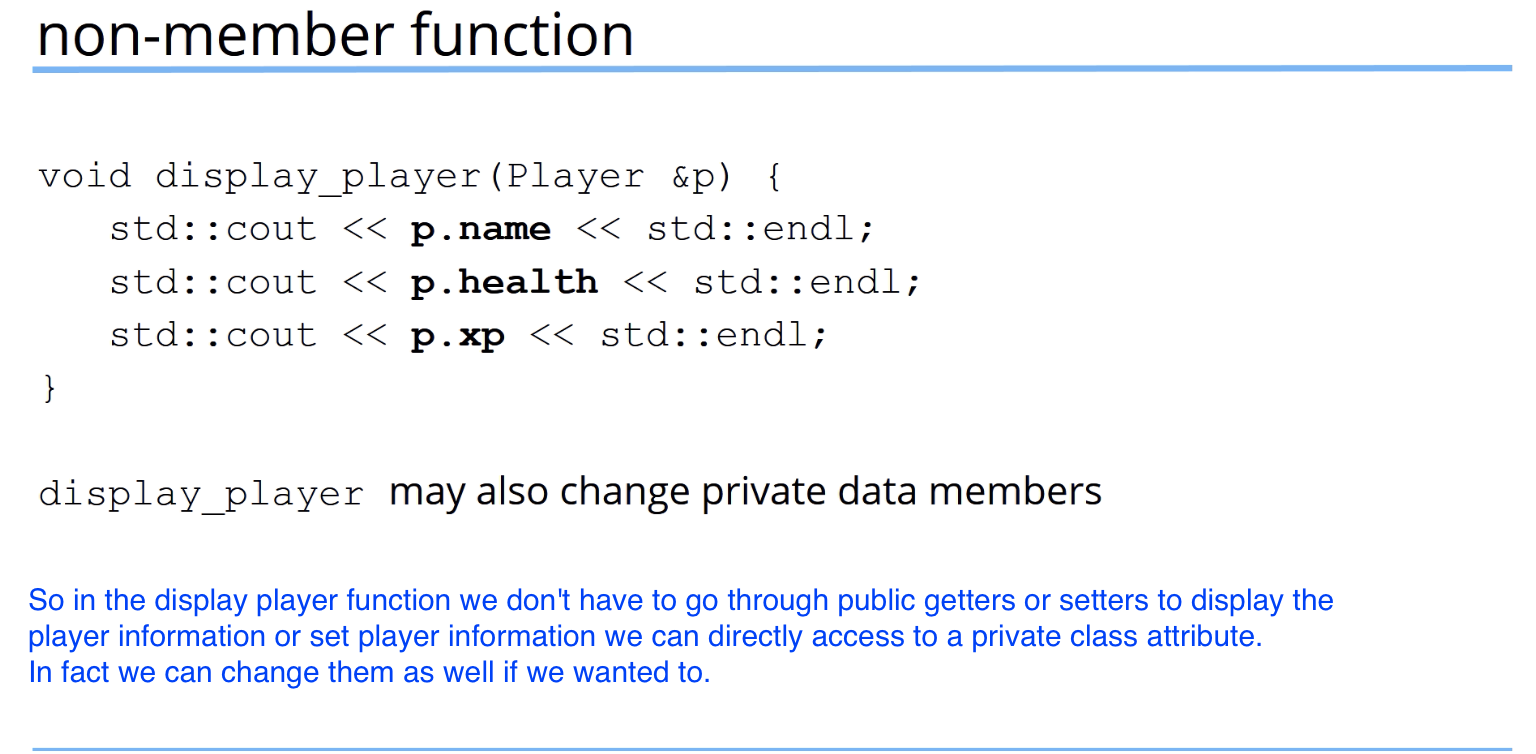 non-member function
void display_player(Player &p) {
std::cout << p.name << std::endl;
std::cout << p.health << std::endl;
std::cout << p.xp << std::endl;
}
display_player may also change private data members
So in the display player function we don't have to go through public getters or setters to display the
player information or set player information we can directly access to a private class attribute.
In fact we can change them as well if we wanted to.